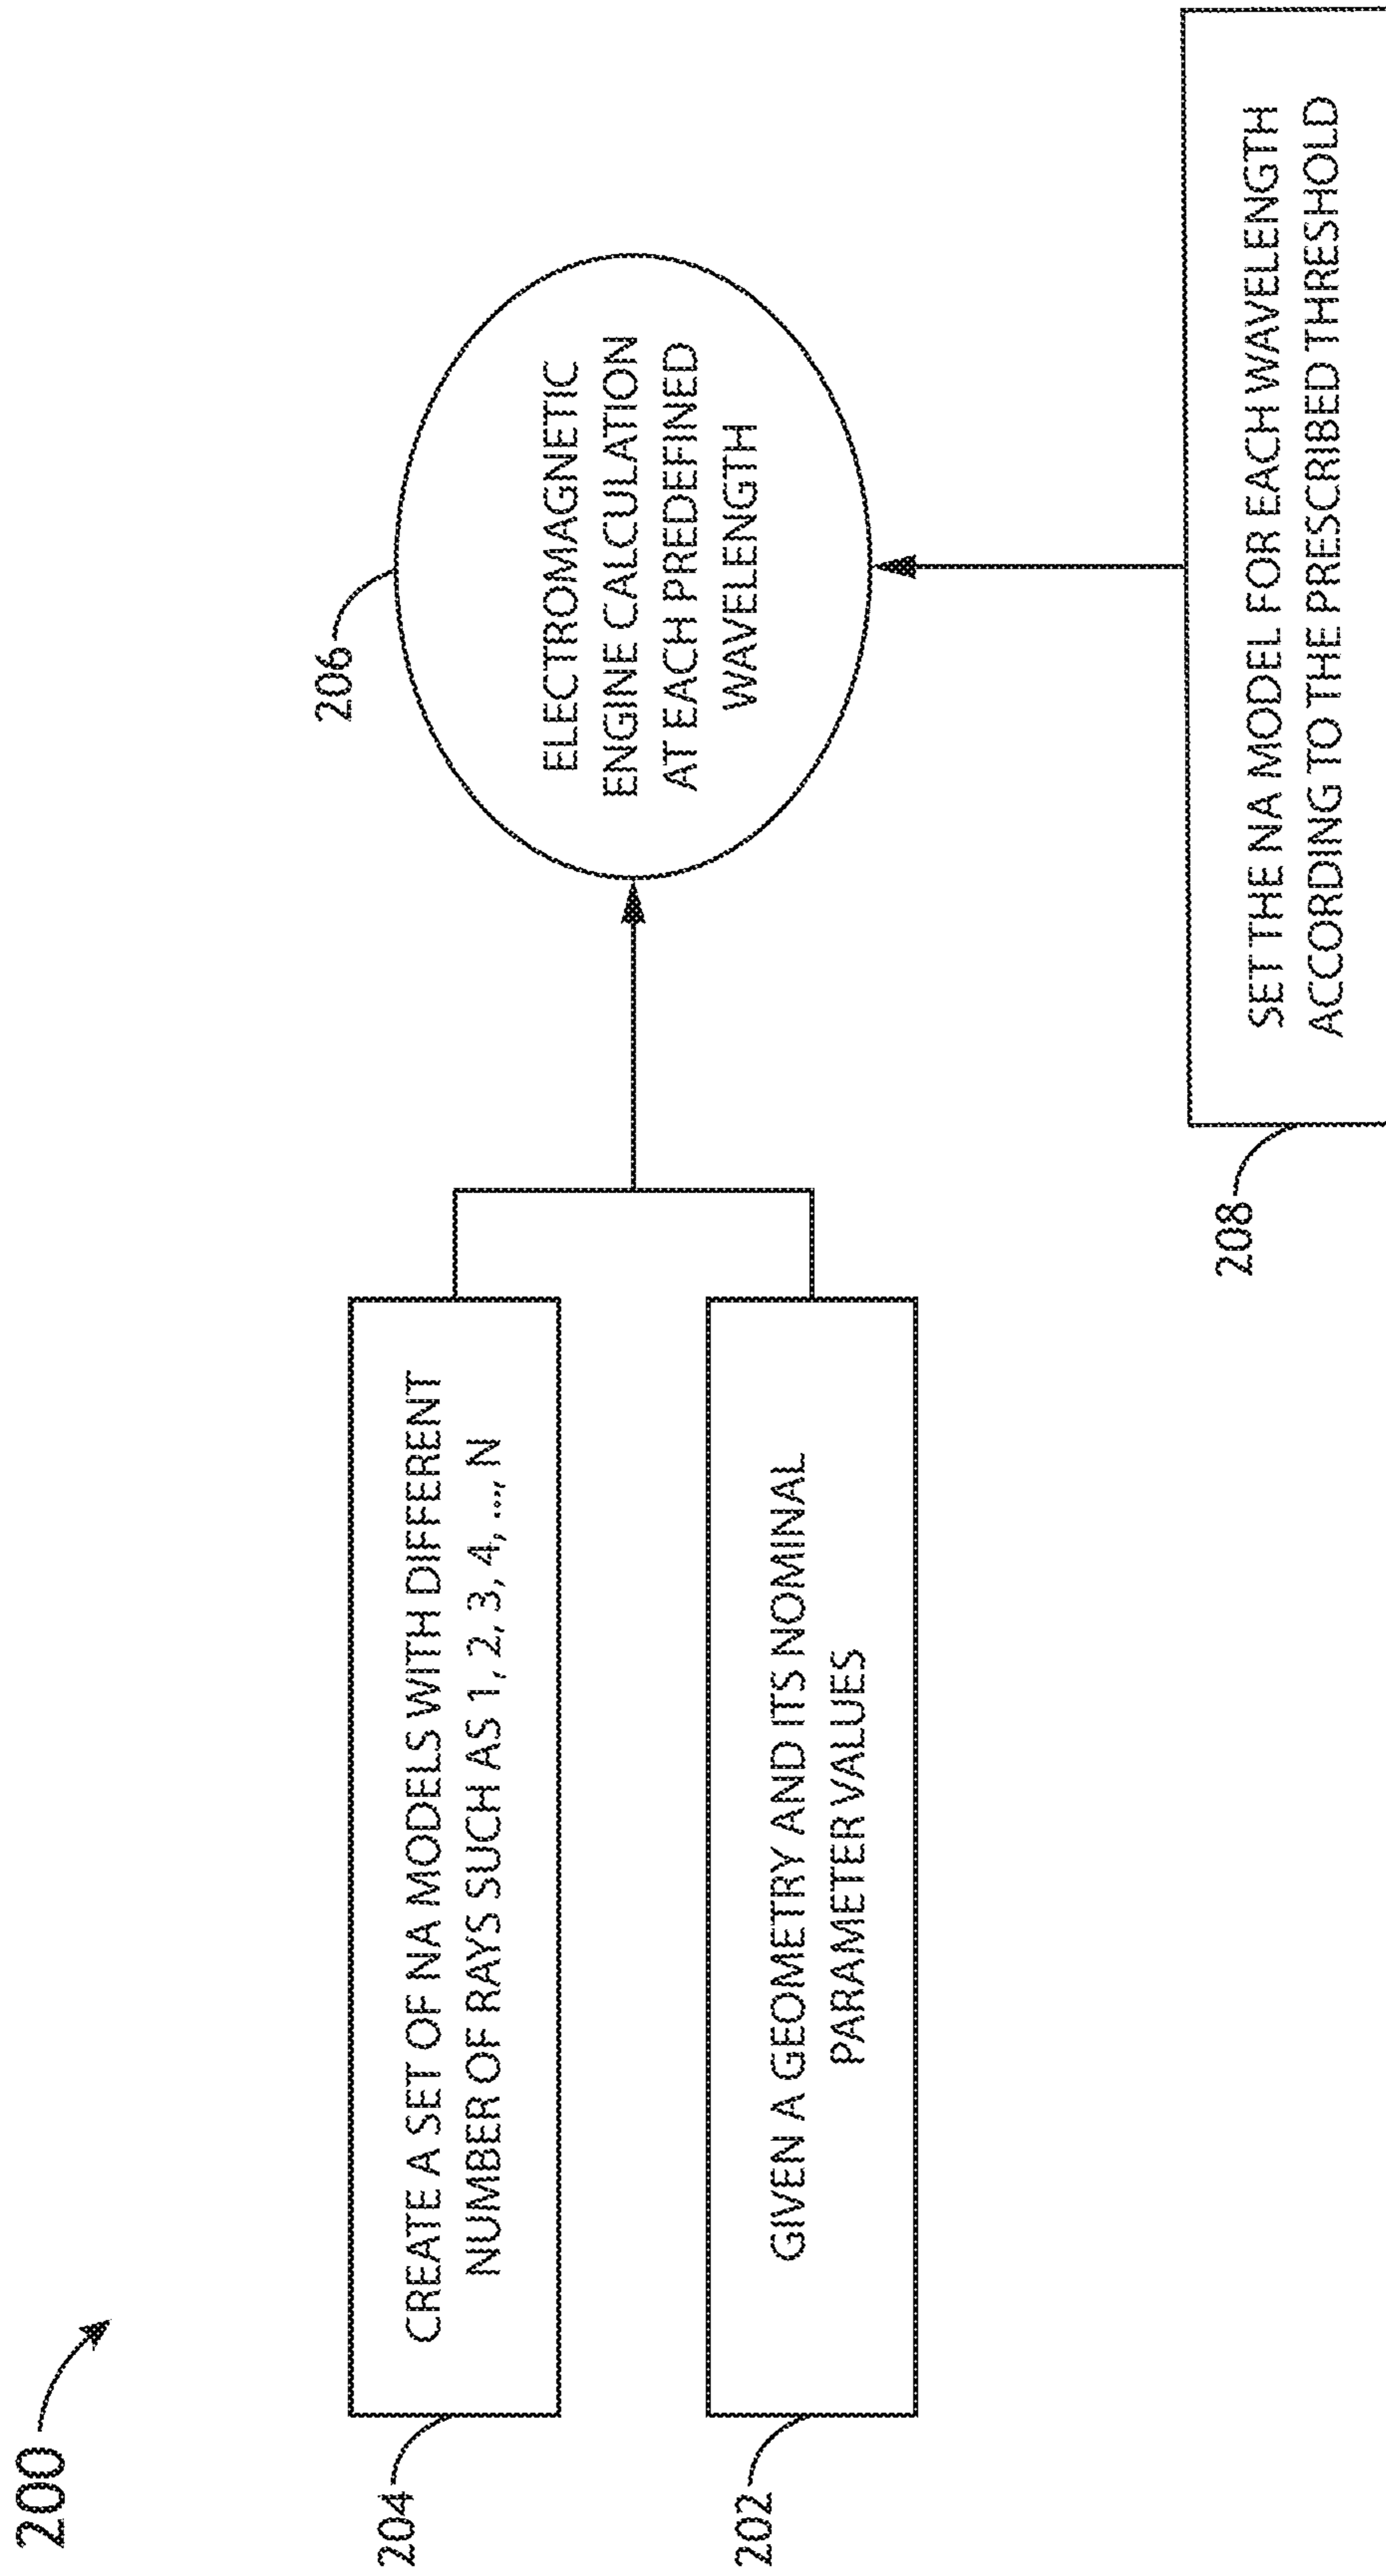 200
204
CREATE A SET OF NA MODELS WITH DIFFERENT
NUMBER OF RAYS SUCH AS 1, 2, 3, 4, ..., N
202
GIVEN A GEOMETRY AND ITS NOMINAL
PARAMETER VALUES
206
ELECTROMAGNETIC
ENGINE CALCULATION
AT EACH PREDEFINED
WAVELENGTH
208
SET THE NA MODEL FOR EACH WAVELENGTH
ACCORDING TO THE PRESCRIBED THRESHOLD